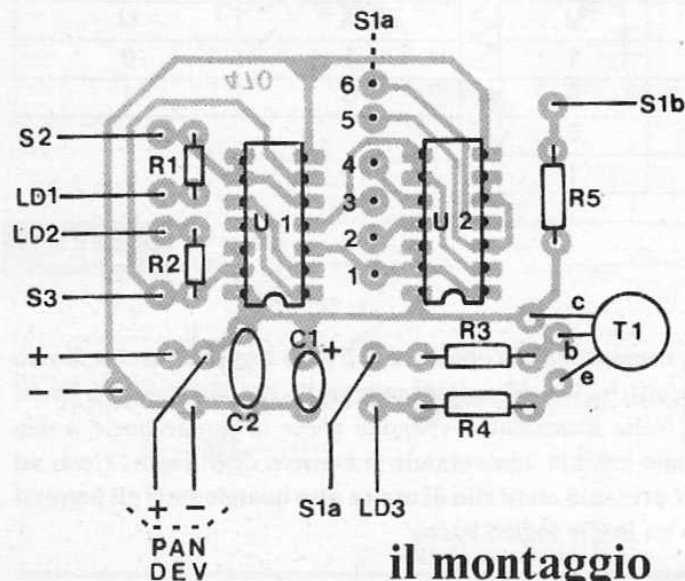 S1a
470
6
5
4
3
2
1
S1b
S2
R1
LD1
LD2
R2
S3
U 1
U 2
R5
c
T1
b
e
+
-
C1
+
C2
R3
R4
+ -
PAN
DEV
S1a
LD3
il montaggio